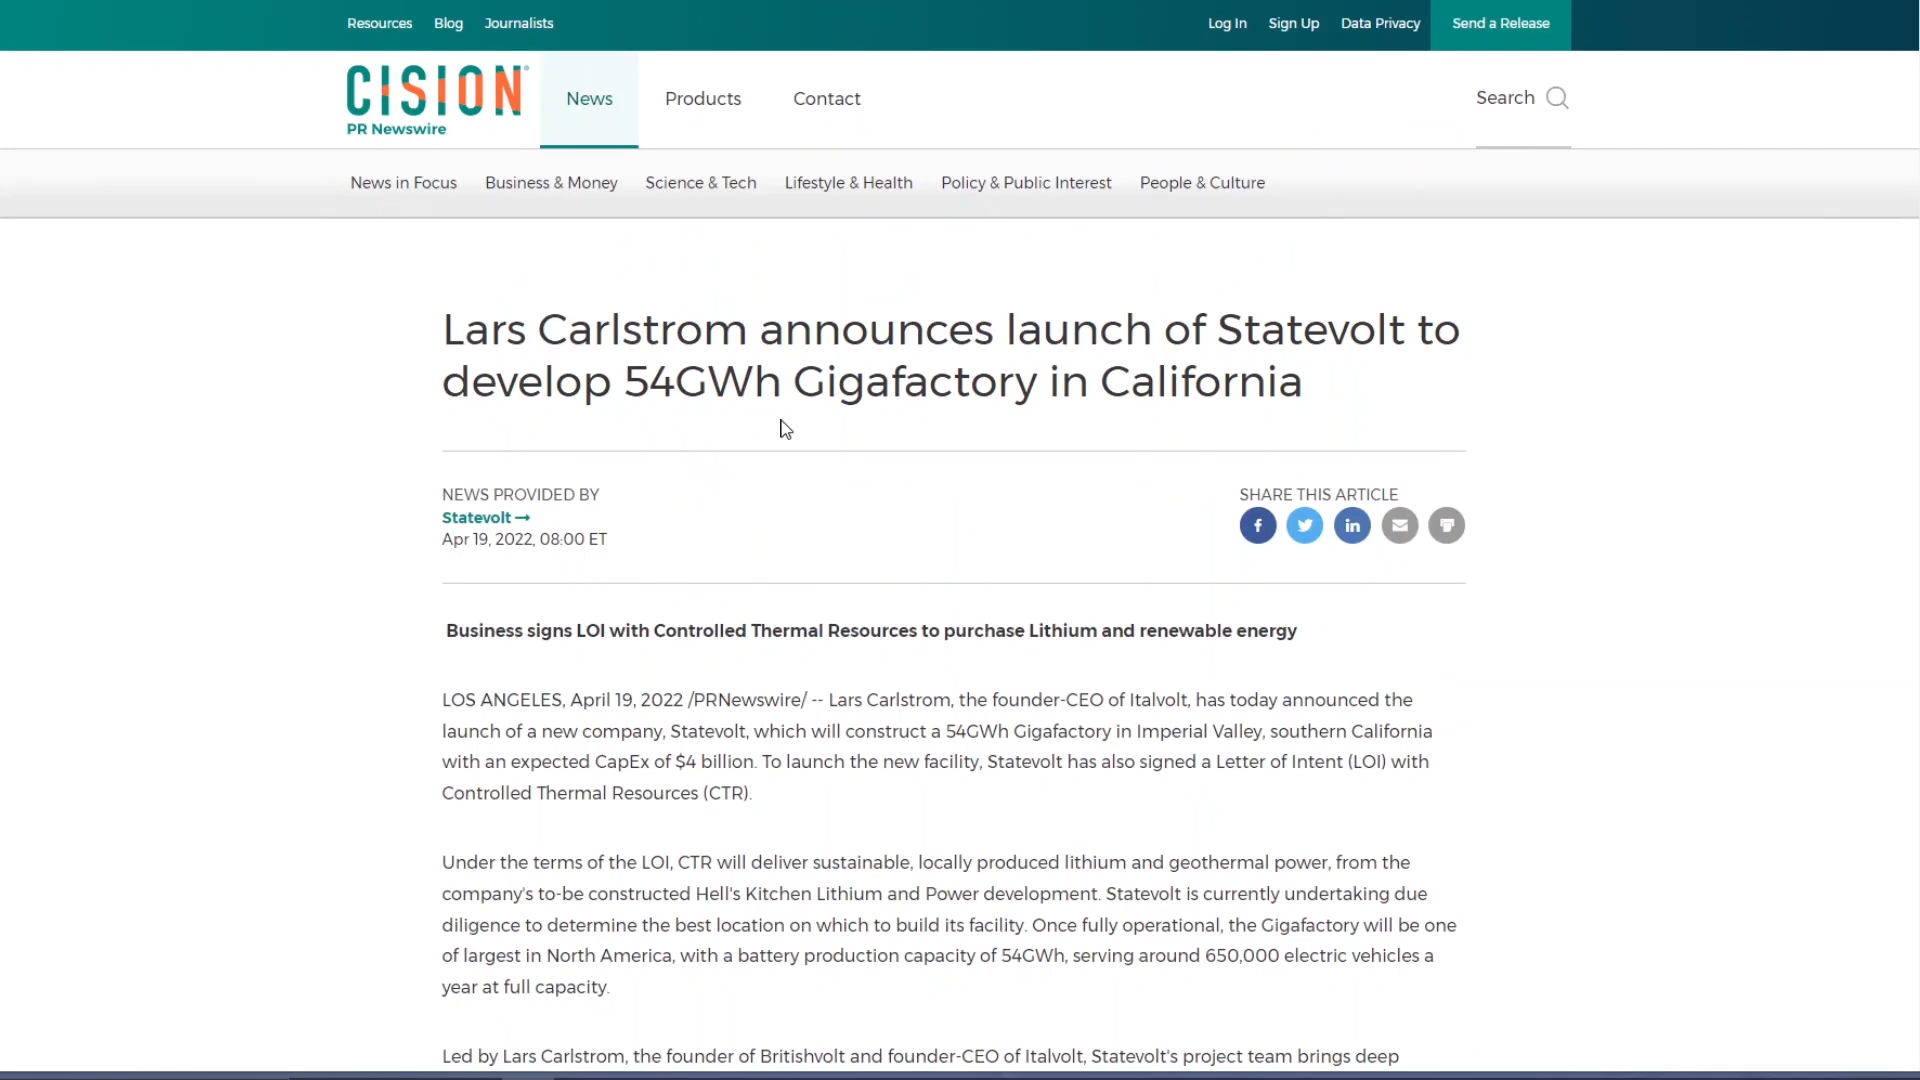 Resources Blog Journalists
Log In Sign Up Data Privacy Send a Release
CISION
PR Newswire
News Products Contact
Search
News in Focus Business & Money Science & Tech Lifestyle & Health Policy & Public Interest People & Culture
Lars Carlstrom announces launch of Statevolt to
develop 54GWh Gigafactory in California
NEWS PROVIDED BY
Statevolt →
Apr 19, 2022, 08:00 ET
SHARE THIS ARTICLE
Business signs LOI with Controlled Thermal Resources to purchase Lithium and renewable energy
LOS ANGELES, April 19, 2022 /PRNewswire/ -- Lars Carlstrom, the founder-CEO of Italvolt, has today announced the
launch of a new company, Statevolt, which will construct a 54GWh Gigafactory in Imperial Valley, southern California
with an expected CapEx of $4 billion. To launch the new facility, Statevolt has also signed a Letter of Intent (LOI) with
Controlled Thermal Resources (CTR).
Under the terms of the LOI, CTR will deliver sustainable, locally produced lithium and geothermal power, from the
company's to-be constructed Hell's Kitchen Lithium and Power development. Statevolt is currently undertaking due
diligence to determine the best location on which to build its facility. Once fully operational, the Gigafactory will be one
of largest in North America, with a battery production capacity of 54GWh, serving around 650,000 electric vehicles a
year at full capacity.
Led by Lars Carlstrom, the founder of Britishvolt and founder-CEO of Italvolt, Statevolt's project team brings deep